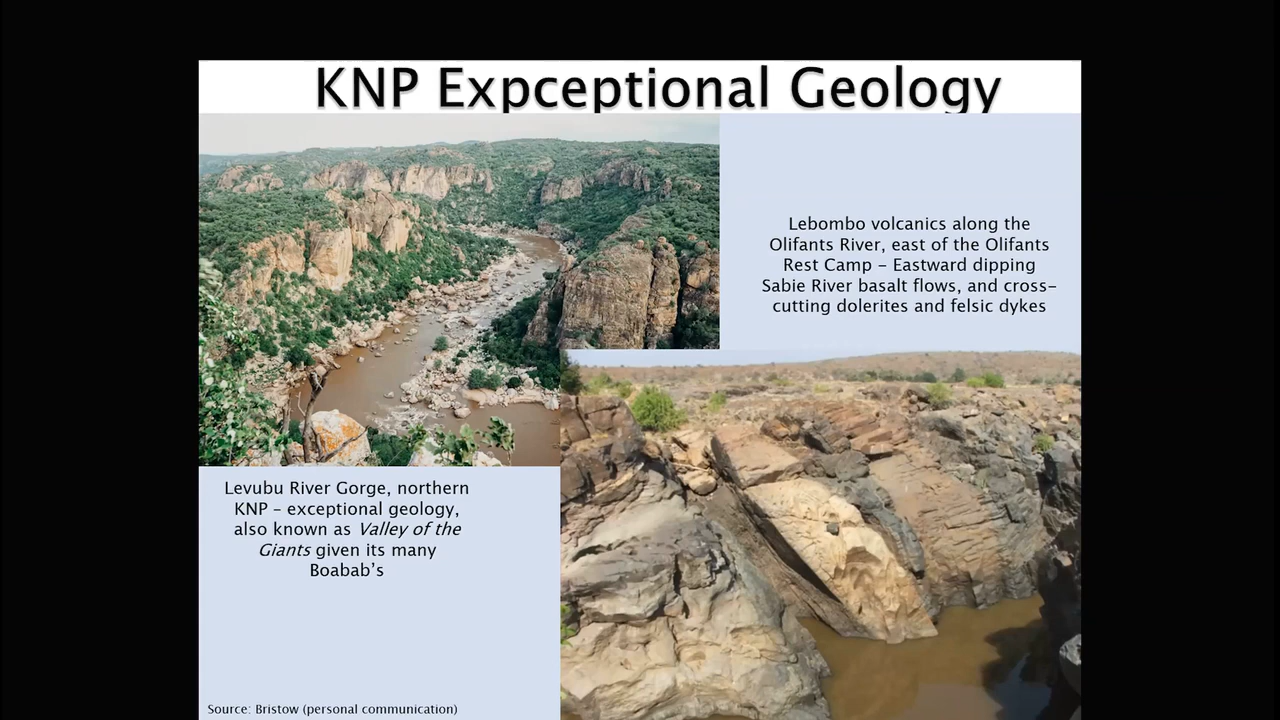 KNP Expceptional Geology
Lebombo volcanics along the
Olifants River, east of the Olifants
Rest Camp – Eastward dipping
Sabie River basalt flows, and cross-
cutting dolerites and felsic dykes
Levubu River Gorge, northern
KNP – exceptional geology,
also known as Valley of the
Giants given its many
Boabab’s
Source: Bristow (personal communication)